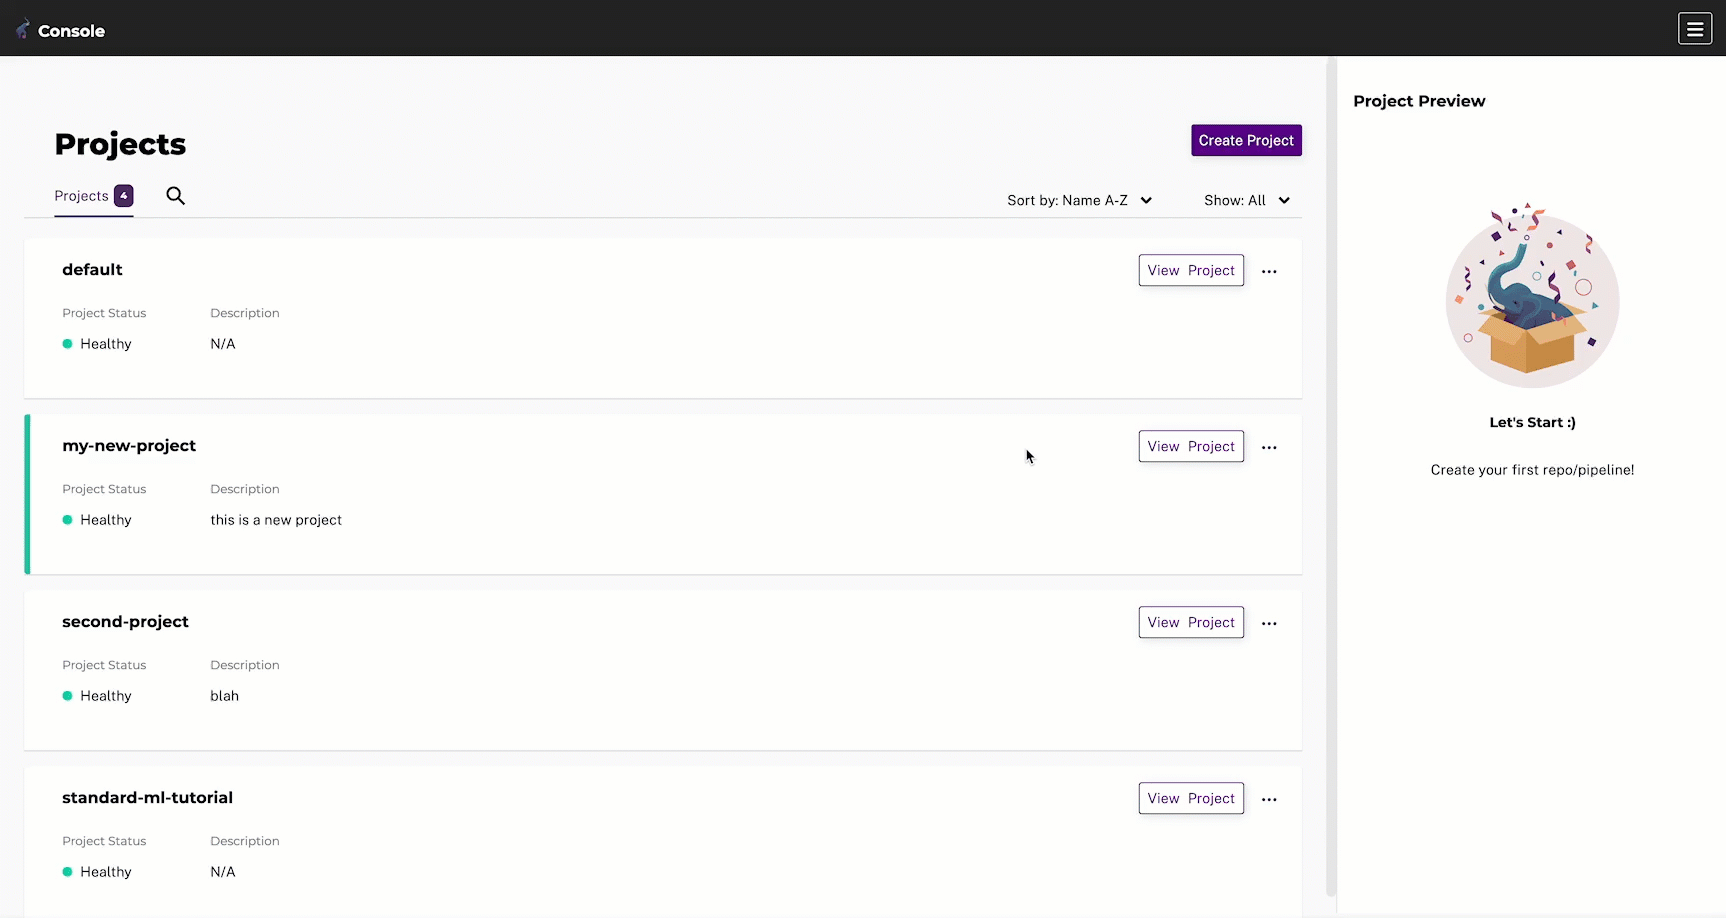 Console
Projects
Create Project
Projects 4
Sort by: Name A-Z
Show: All
default
View Project
Project Status
Description
Healthy
N/A
my-new-project
View Project
Project Status
Description
Healthy
this is a new project
second-project
View Project
Project Status
Description
Healthy
blah
standard-ml-tutorial
View Project
Project Status
Description
Healthy
N/A
Project Preview
Let's Start :)
Create your first repo/pipeline!